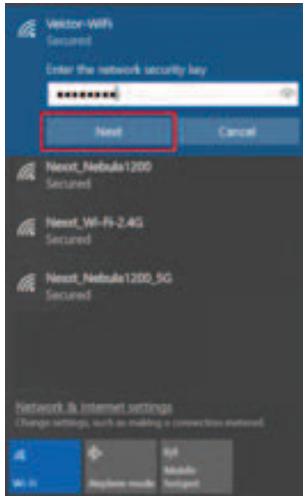 Vektor-WiFi
Secured
Enter the network security key
●●●●●●●●
Next
Cancel
Nexxt_Nebula1200
Secured
Nexxt_Wi-Fi-2.4G
Secured
Nexxt_Nebula1200_5G
Secured
Network & Internet settings
Change settings, such as making a connection metered.
Wi-Fi
Airplane mode
Mobile
hotspot